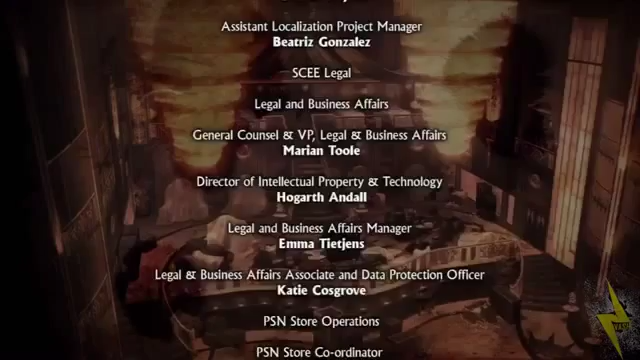 Assistant Localization Project Manager
Beatriz Gonzalez
SCEE Legal
Legal and Business Affairs
General Counsel & VP, Legal & Business Affairs
Marian Toole
Director of Intellectual Property & Technology
Hogarth Andall
Legal and Business Affairs Manager
Emma Tietjens
Legal & Business Affairs Associate and Data Protection Officer
Katie Cosgrove
PSN Store Operations
PSN Store Co-ordinator